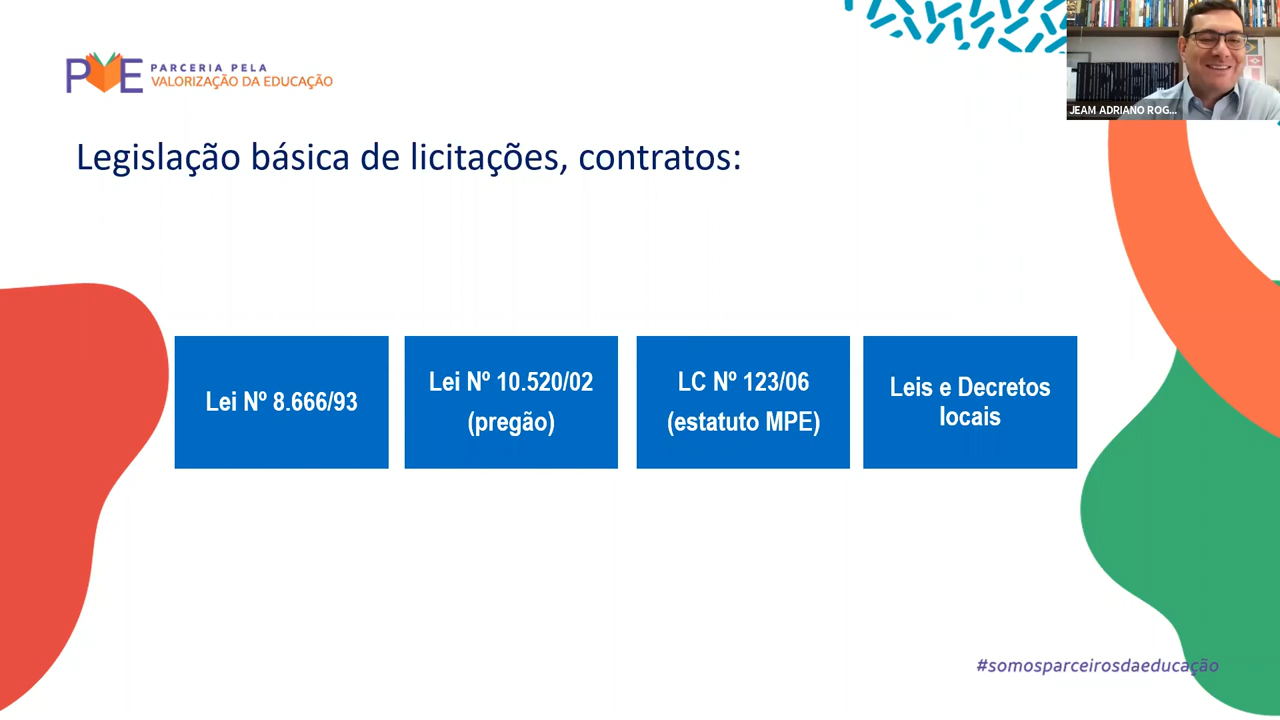 PVE PARCERIA PELA
VALORIZAÇÃO DA EDUCAÇÃO
JEAM ADRIANO ROG...
Legislação básica de licitações, contratos:
Lei Nº 8.666/93
Lei Nº 10.520/02
(pregão)
LC Nº 123/06
(estatuto MPE)
Leis e Decretos
locais
#somosparceirosdaeducação